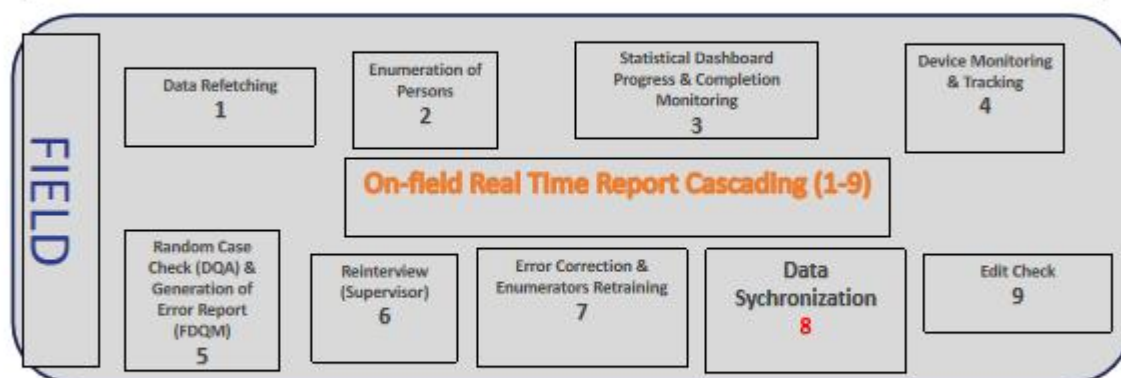 FIELD
Data Refetching
1
Enumeration of
Persons
2
Statistical Dashboard
Progress & Completion
Monitoring
3
Device Monitoring
& Tracking
4
On-field Real Time Report Cascading (1-9)
Random Case
Check (DQA) &
Generation of
Error Report
(FDQM)
5
Reinterview
(Supervisor)
6
Error Correction &
Enumerators Retraining
7
Data
Sychronization
8
Edit Check
9